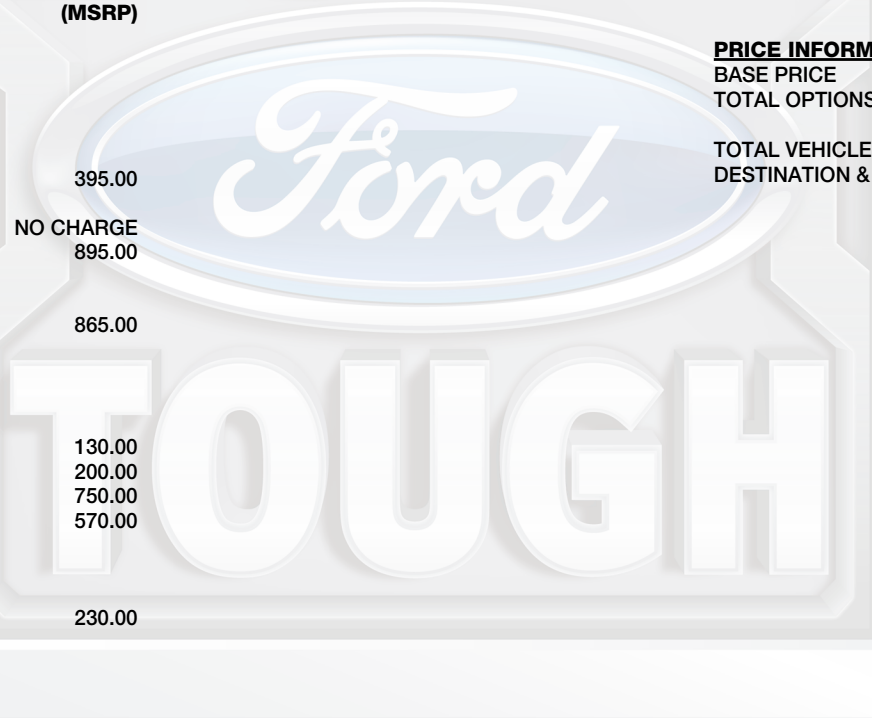 (MSRP)
395.00
NO CHARGE
895.00
865.00
130.00
200.00
750.00
570.00
230.00
PRICE INFORM
BASE PRICE
TOTAL OPTIONS
TOTAL VEHICLE
DESTINATION &
Ford
TOUGH